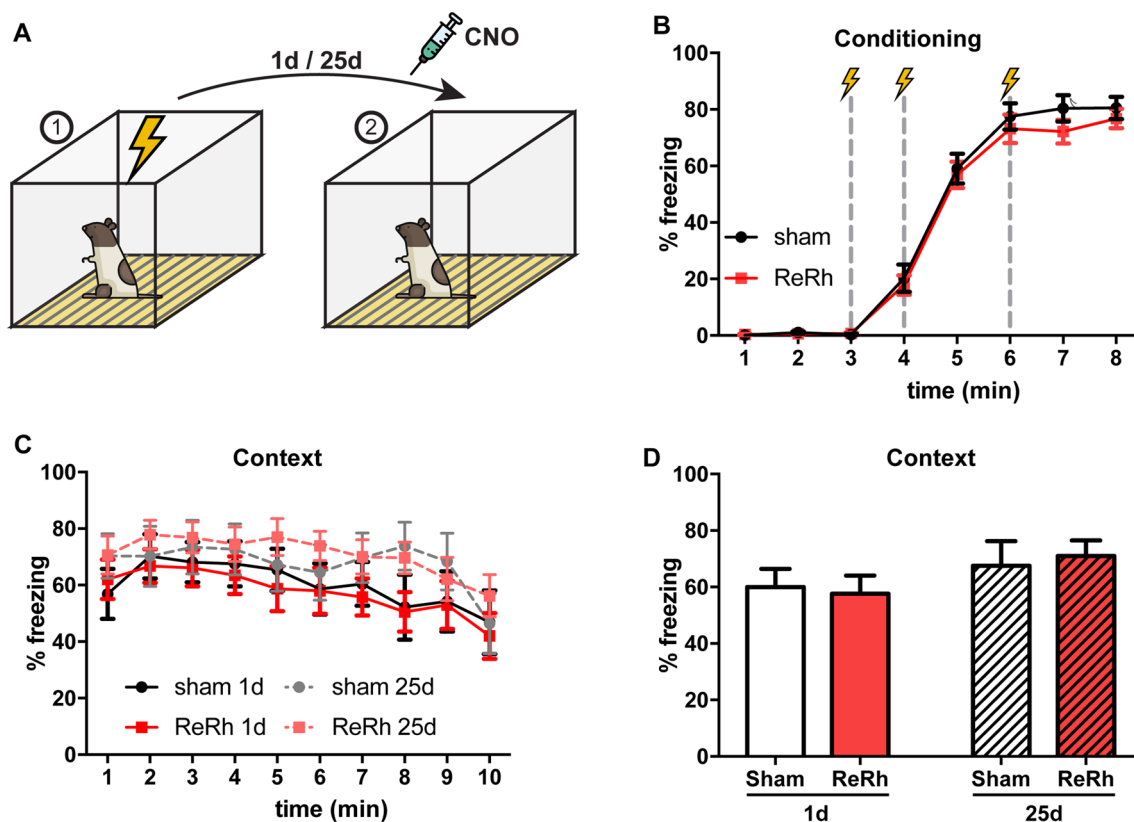 A
CNO
1d / 25d
1
2
B
Conditioning
% freezing
100
80
60
40
20
0
sham
ReRh
1 2 3 4 5 6 7 8
time (min)
C
Context
% freezing
100
80
60
40
20
0
sham 1d sham 25d
ReRh 1d ReRh 25d
1 2 3 4 5 6 7 8 9 10
time (min)
D
Context
% freezing
100
80
60
40
20
0
Sham ReRh Sham ReRh
1d 25d